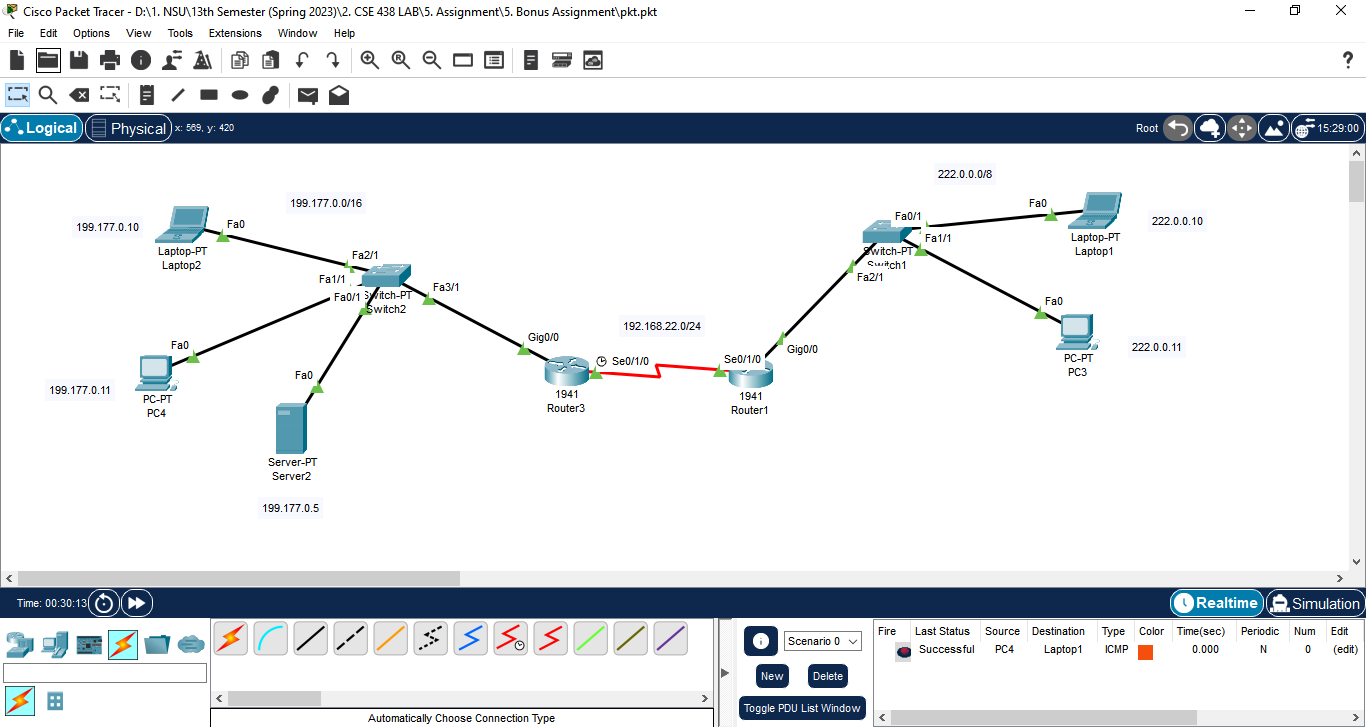 Cisco Packet Tracer - D:\1. NSU\13th Semester (Spring 2023)\2. CSE 438 LAB\5. Assignment\5. Bonus Assignment\pkt.pkt
File Edit Options View Tools Extensions Window Help
?
Logical Physical x: 569, y: 420 Root 15:29:00
222.0.0.0/8
199.177.0.0/16
Fa0
Fa0/1
222.0.0.10
199.177.0.10
Fa0
Laptop-PT
Laptop1
Fa1/1
Laptop-PT
Laptop2
Fa2/1
Switch-PT
Switch1
Fa2/1
Fa1/1
Fa0/1
Switch-PT
Switch2
Fa3/1
Fa0
192.168.22.0/24
Gig0/0
Gig0/0
Fa0
Se0/1/0
Se0/1/0
PC-PT
PC3
222.0.0.11
Fa0
199.177.0.11
PC-PT
PC4
1941
Router3
1941
Router1
Server-PT
Server2
199.177.0.5
Time: 00:30:13 Realtime Simulation
Automatically Choose Connection Type
Scenario 0
New Delete
Toggle PDU List Window
Fire Last Status Source Destination Type Color Time(sec) Periodic Num Edit
Successful PC4 Laptop1 ICMP 0.000 N 0 (edit)